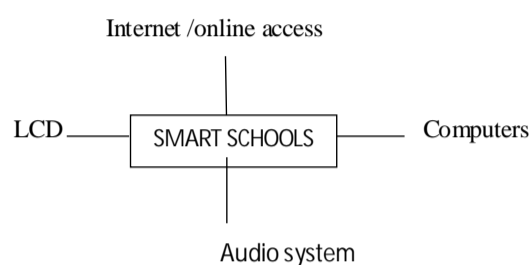 Internet /online access
LCD
SMART SCHOOLS
Computers
Audio system